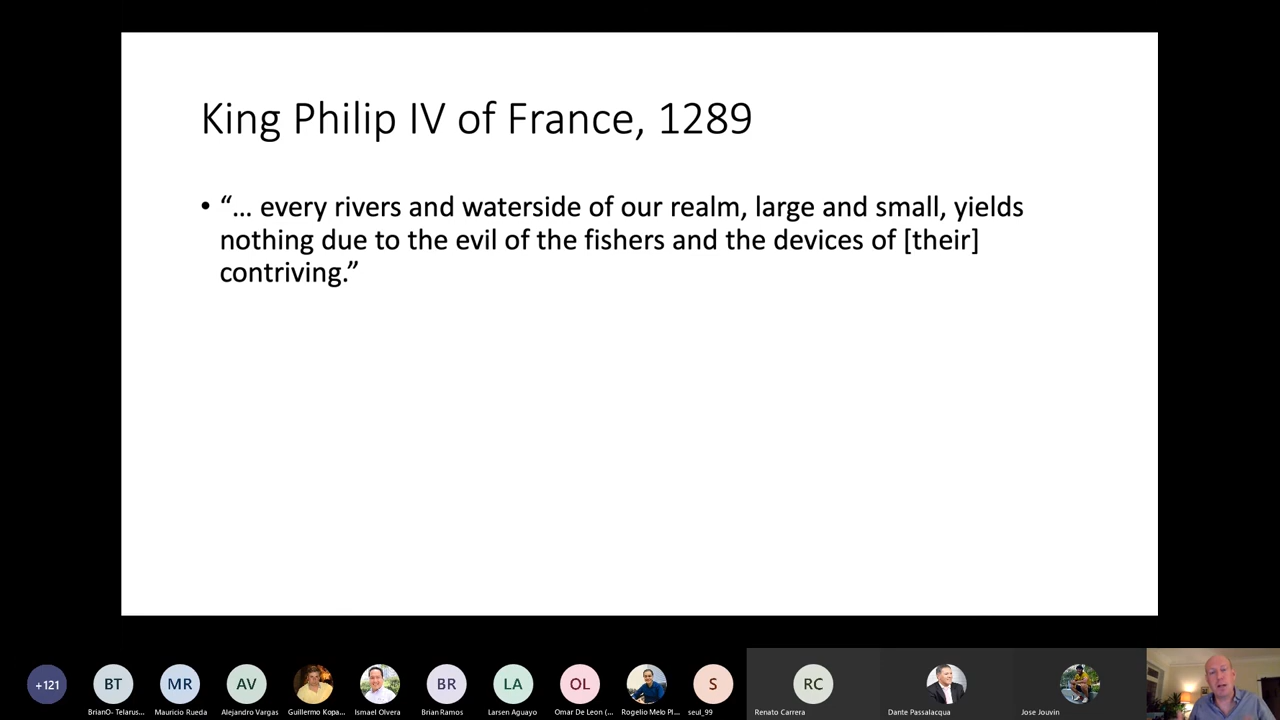 King Philip IV of France, 1289
• “... every rivers and waterside of our realm, large and small, yields
nothing due to the evil of the fishers and the devices of [their]
contriving.”
+121
BT
MR
AV
BR
LA
OL
S
RC
BrianO- Telarus...
Mauricio Rueda
Alejandro Vargas
Guillermo Kopa...
Ismael Olvera
Brian Ramos
Larsen Aguayo
Omar De Leon (...
Rogelio Melo Pl...
seul_99
Renato Carrera
Dante Passalacqua
Jose Jouvin